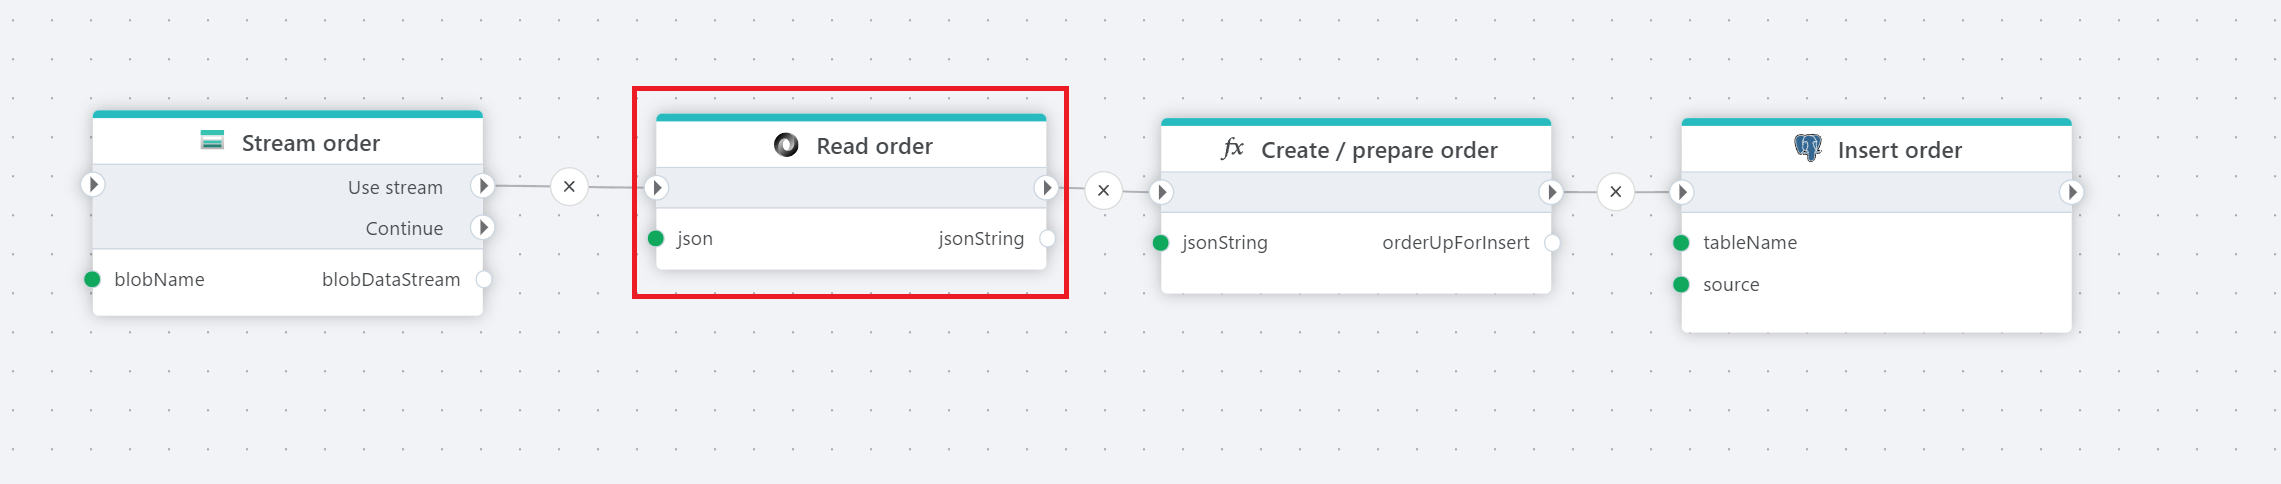 Stream order
Use stream
Continue
blobName
blobDataStream
Read order
json
jsonString
fx Create / prepare order
jsonString
orderUpForInsert
Insert order
tableName
source